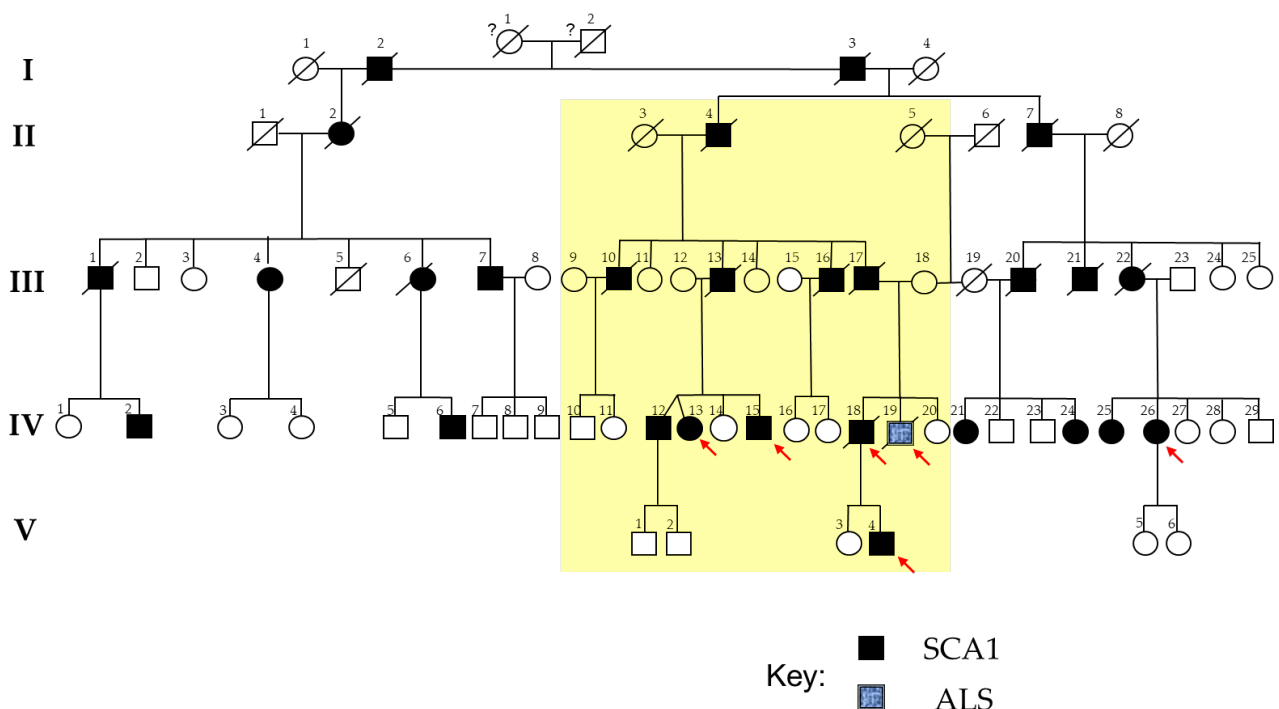 ? 1 ? 2
I 1 2 3 4
II 1 2 3 4 5 6 7 8
III 1 2 3 4 5 6 7 8 9 10 11 12 13 14 15 16 17 18 19 20 21 22 23 24 25
IV 1 2 3 4 5 6 7 8 9 10 11 12 13 14 15 16 17 18 19 20 21 22 23 24 25 26 27 28 29
V 1 2 3 4 5 6
Key: SCA1
ALS